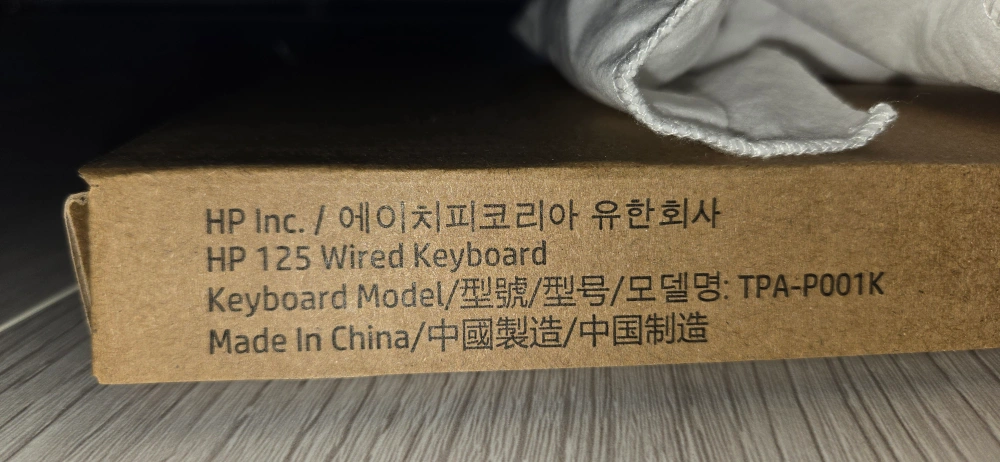 HP Inc. / 에이치피코리아 유한회사
HP 125 Wired Keyboard
Keyboard Model/型號/型号/모델명: TPA-P001K
Made In China/中國製造/中国制造